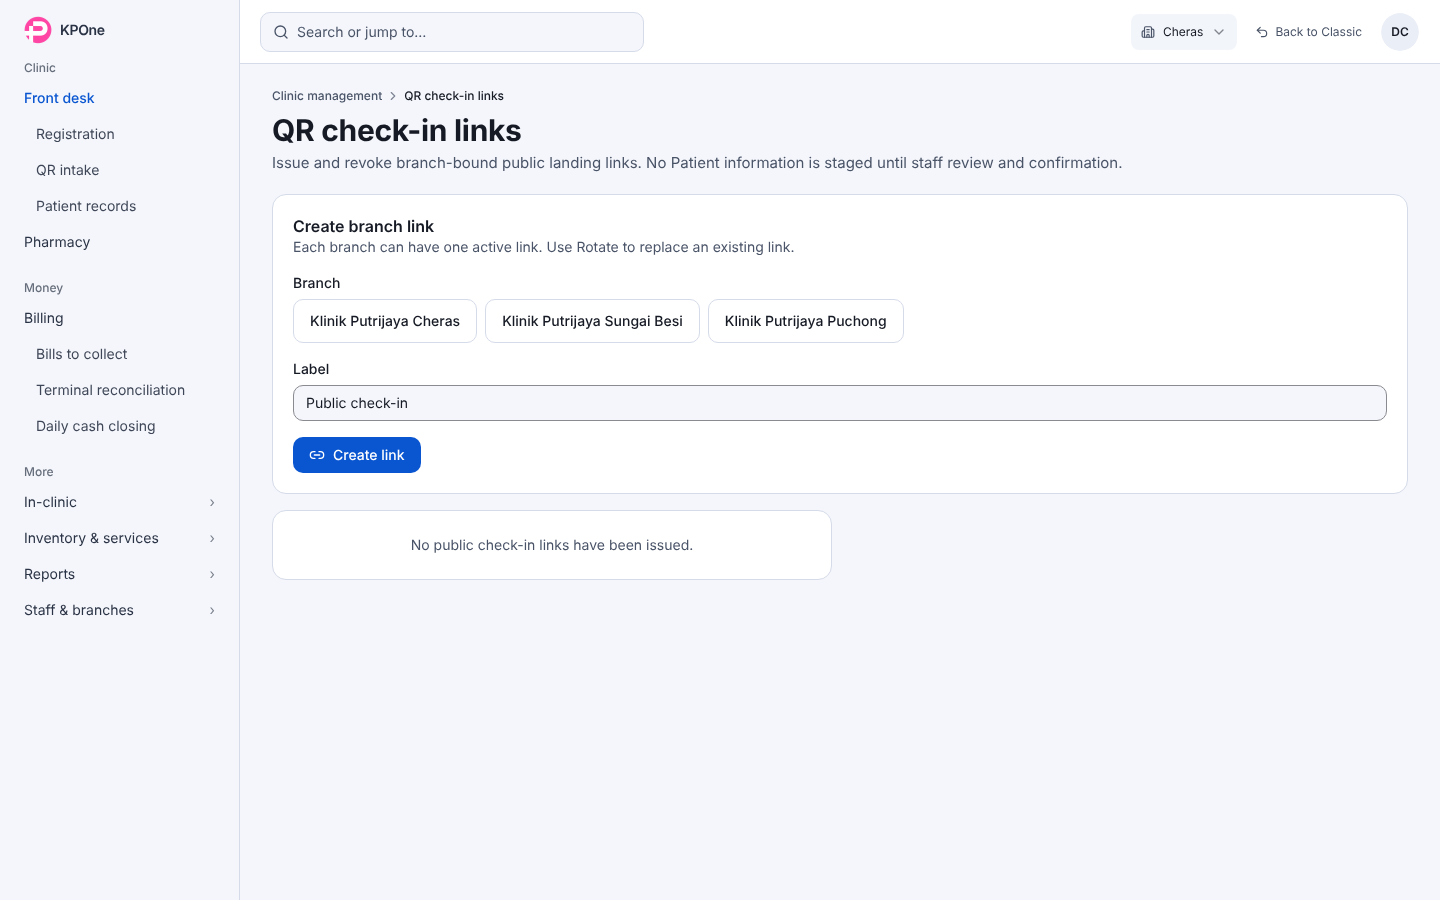 KPOne
Search or jump to...
Cheras
Back to Classic
DC
Clinic
Front desk
Registration
QR intake
Patient records
Pharmacy
Money
Billing
Bills to collect
Terminal reconciliation
Daily cash closing
More
In-clinic
Inventory & services
Reports
Staff & branches
Clinic management > QR check-in links
QR check-in links
Issue and revoke branch-bound public landing links. No Patient information is staged until staff review and confirmation.
Create branch link
Each branch can have one active link. Use Rotate to replace an existing link.
Branch
Klinik Putrijaya Cheras
Klinik Putrijaya Sungai Besi
Klinik Putrijaya Puchong
Label
Public check-in
Create link
No public check-in links have been issued.